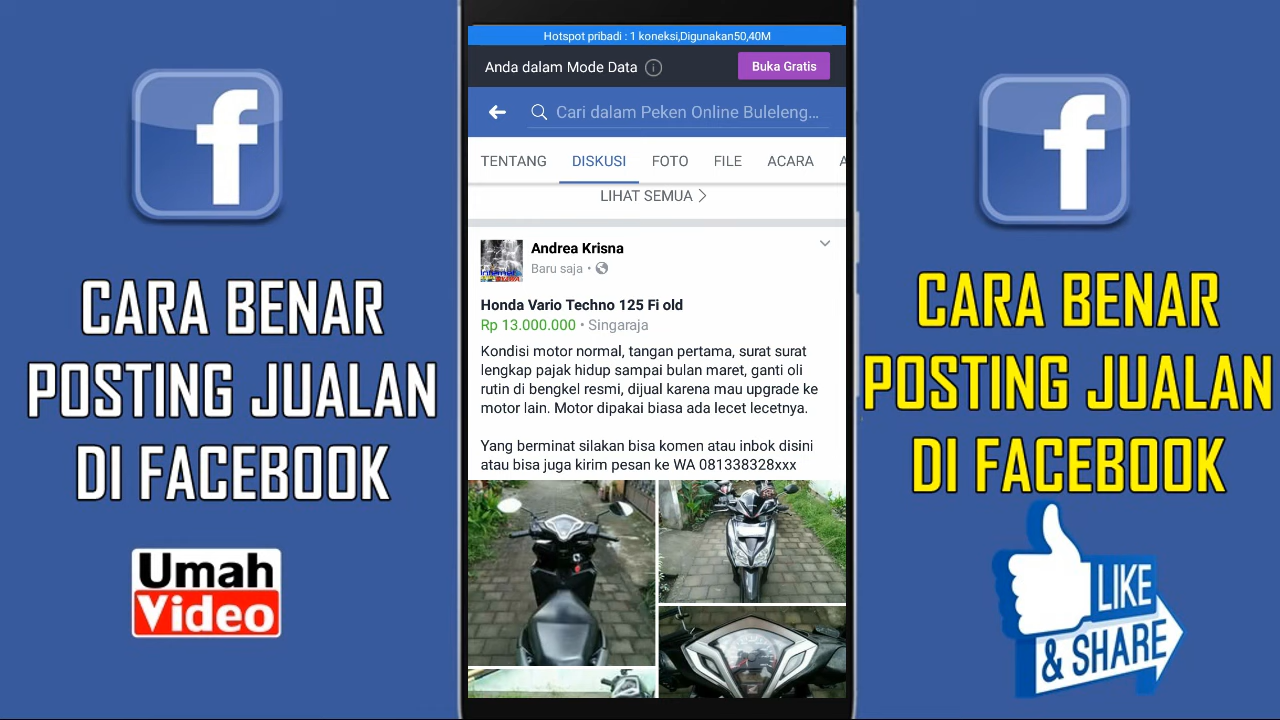 CARA BENAR
POSTING JUALAN
DI FACEBOOK
Umah
Video
Hotspot pribadi : 1 koneksi,Digunakan50,40M
Anda dalam Mode Data
Buka Gratis
Cari dalam Peken Online Buleleng...
TENTANG DISKUSI FOTO FILE ACARA A
LIHAT SEMUA
Andrea Krisna
Baru saja
Honda Vario Techno 125 Fi old
Rp 13.000.000 • Singaraja
Kondisi motor normal, tangan pertama, surat surat
lengkap pajak hidup sampai bulan maret, ganti oli
rutin di bengkel resmi, dijual karena mau upgrade ke
motor lain. Motor dipakai biasa ada lecet lecetnya.
Yang berminat silakan bisa komen atau inbok disini
atau bisa juga kirim pesan ke WA 081338328xxx
CARA BENAR
POSTING JUALAN
DI FACEBOOK
LIKE
& SHARE